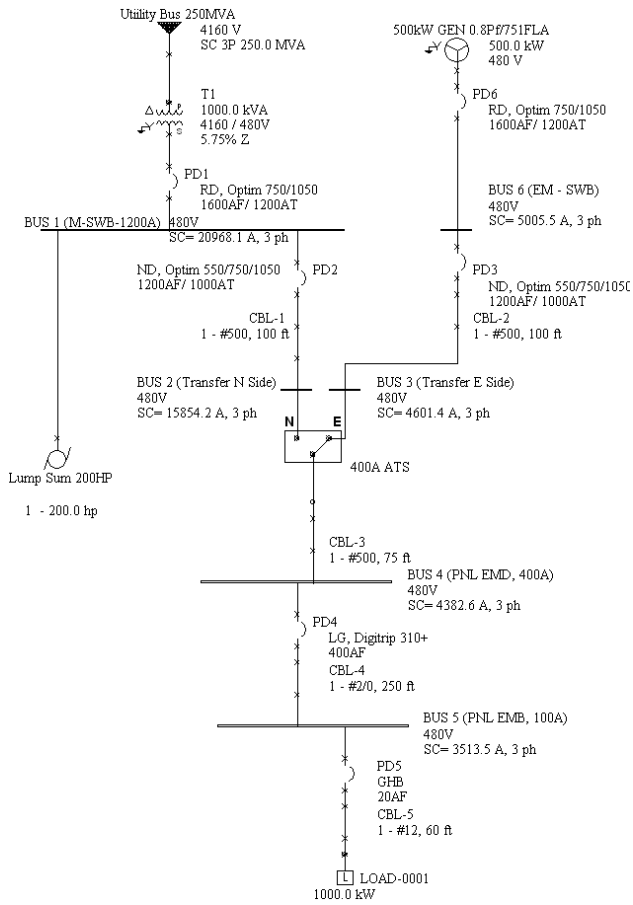 Utiility Bus 250MVA
4160 V
SC 3P 250.0 MVA
500kW GEN 0.8Pf/751FLA
500.0 kW
480 V
T1
1000.0 kVA
4160 / 480V
5.75% Z
P
S
PD6
RD, Optim 750/1050
1600AF/ 1200AT
PD1
RD, Optim 750/1050
1600AF/ 1200AT
BUS 1 (M-SWB-1200A) 480V
SC= 20968.1 A, 3 ph
BUS 6 (EM - SWB)
480V
SC= 5005.5 A, 3 ph
ND, Optim 550/750/1050
1200AF/ 1000AT
PD2
PD3
ND, Optim 550/750/1050
1200AF/ 1000AT
CBL-1
1 - #500, 100 ft
CBL-2
1 - #500, 100 ft
BUS 2 (Transfer N Side)
480V
SC= 15854.2 A, 3 ph
BUS 3 (Transfer E Side)
480V
SC= 4601.4 A, 3 ph
N E
400A ATS
Lump Sum 200HP
1 - 200.0 hp
CBL-3
1 - #500, 75 ft
BUS 4 (PNL EMD, 400A)
480V
SC= 4382.6 A, 3 ph
PD4
LG, Digitrip 310+
400AF
CBL-4
1 - #2/0, 250 ft
BUS 5 (PNL EMB, 100A)
480V
SC= 3513.5 A, 3 ph
PD5
GHB
20AF
CBL-5
1 - #12, 60 ft
L LOAD-0001
1000.0 kW